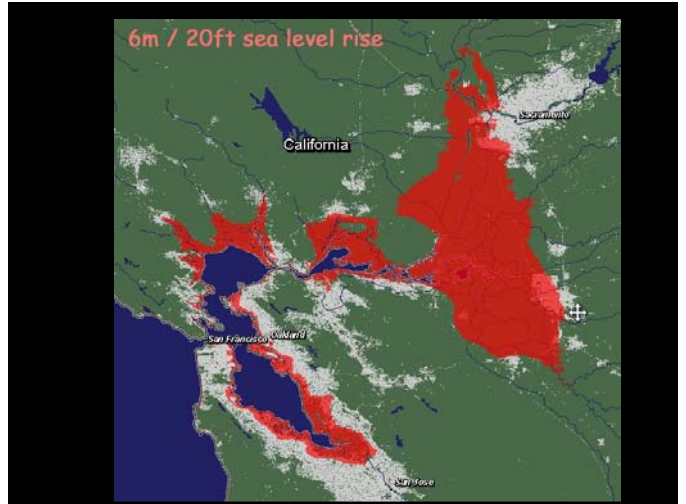 6m / 20ft sea level rise
Sacramento
California
San Francisco
Oakland
San Jose